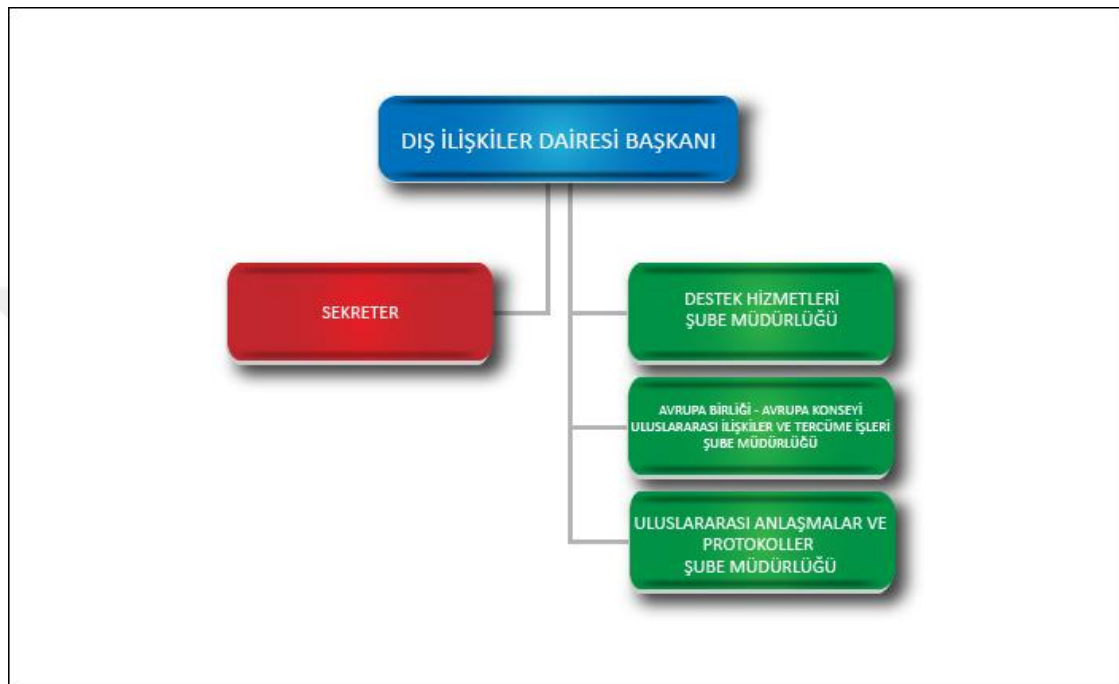 DIŞ İLİŞKİLER DAİRESİ BAŞKANI
SEKRETER
DESTEK HİZMETLERİ
ŞUBE MÜDÜRLÜĞÜ
AVRUPA BİRLİĞİ - AVRUPA KONSEYİ
ULUSLARARASI İLİŞKİLER VE TERCÜME İŞLERİ
ŞUBE MÜDÜRLÜĞÜ
ULUSLARARASI ANLAŞMALAR VE
PROTOKOLLER
ŞUBE MÜDÜRLÜĞÜ